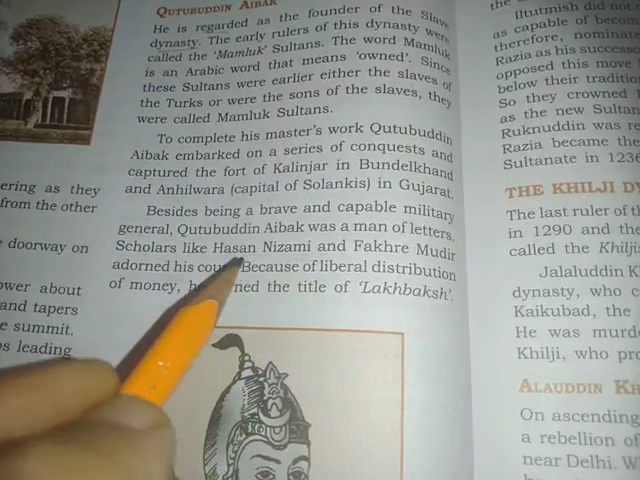 QUTUBUDDIN AIBAK
He is regarded as the founder of the Slave
dynasty. The early rulers of this dynasty were
called the 'Mamluk' Sultans. The word Mamluk
is an Arabic word that means 'owned'. Since
these Sultans were earlier either the slaves of
the Turks or were the sons of the slaves, they
were called Mamluk Sultans.
To complete his master's work Qutubuddin
Aibak embarked on a series of conquests and
captured the fort of Kalinjar in Bundelkhand
and Anhilwara (capital of Solankis) in Gujarat.
Besides being a brave and capable military
general, Qutubuddin Aibak was a man of letters.
Scholars like Hasan Nizami and Fakhre Mudir
adorned his Because of liberal distribution
of money, the title of 'Lakhbaksh'.
ering as they
from the other
doorway on
ower about
and tapers
e summit.
s leading
the
Iltutmish did not
as capable of becom
therefore, nominate
Razia as his successo
opposed this move
below their tradition
So they crowned
as the new Sultan
Ruknuddin was re
Razia became the
Sultanate in 1236
THE KHILJI
The last ruler of th
in 1290 and the
called the Khilji
Jalaluddin K
dynasty, who c
Kaikubad, the
He was murde
Khilji, who pro
ALAUDDIN KH
On ascending
a rebellion of
near Delhi. W